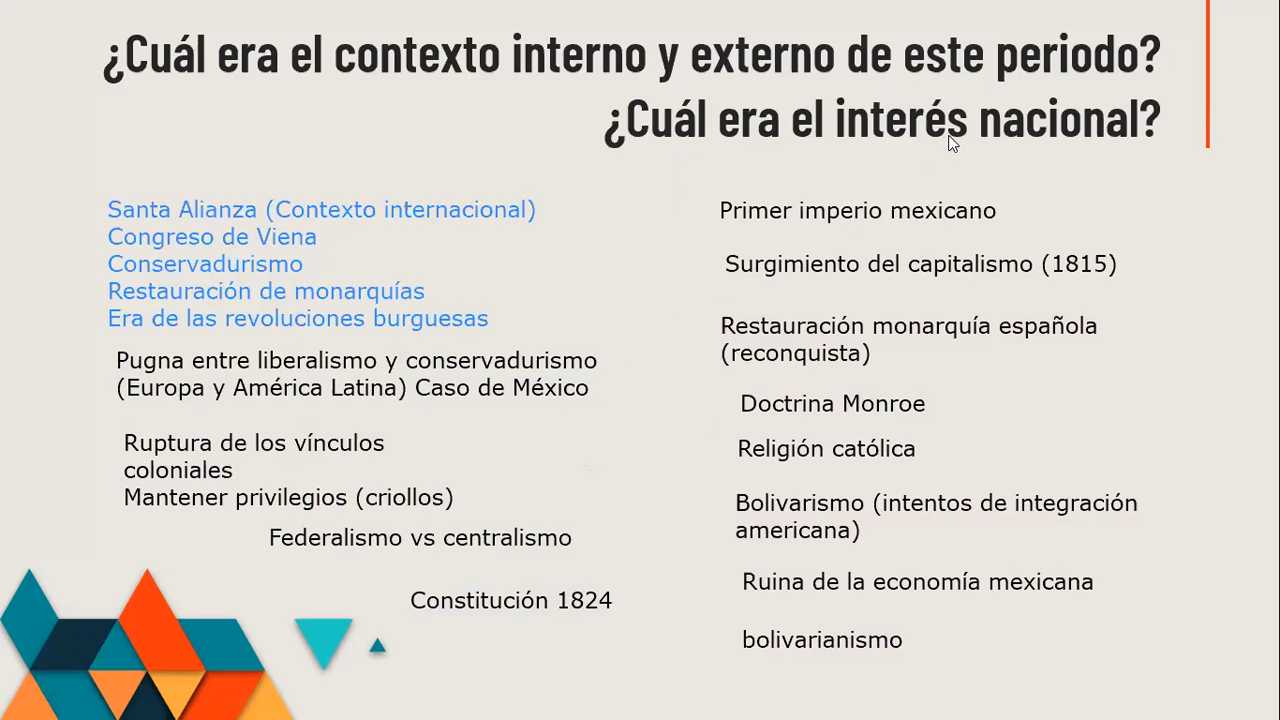 ¿Cuál era el contexto interno y externo de este periodo?
¿Cuál era el interés nacional?
Santa Alianza (Contexto internacional)
Congreso de Viena
Conservadurismo
Restauración de monarquías
Era de las revoluciones burguesas
Pugna entre liberalismo y conservadurismo
(Europa y América Latina) Caso de México
Ruptura de los vínculos
coloniales
Mantener privilegios (criollos)
Federalismo vs centralismo
Constitución 1824
Primer imperio mexicano
Surgimiento del capitalismo (1815)
Restauración monarquía española
(reconquista)
Doctrina Monroe
Religión católica
Bolivarismo (intentos de integración
americana)
Ruina de la economía mexicana
bolivarianismo